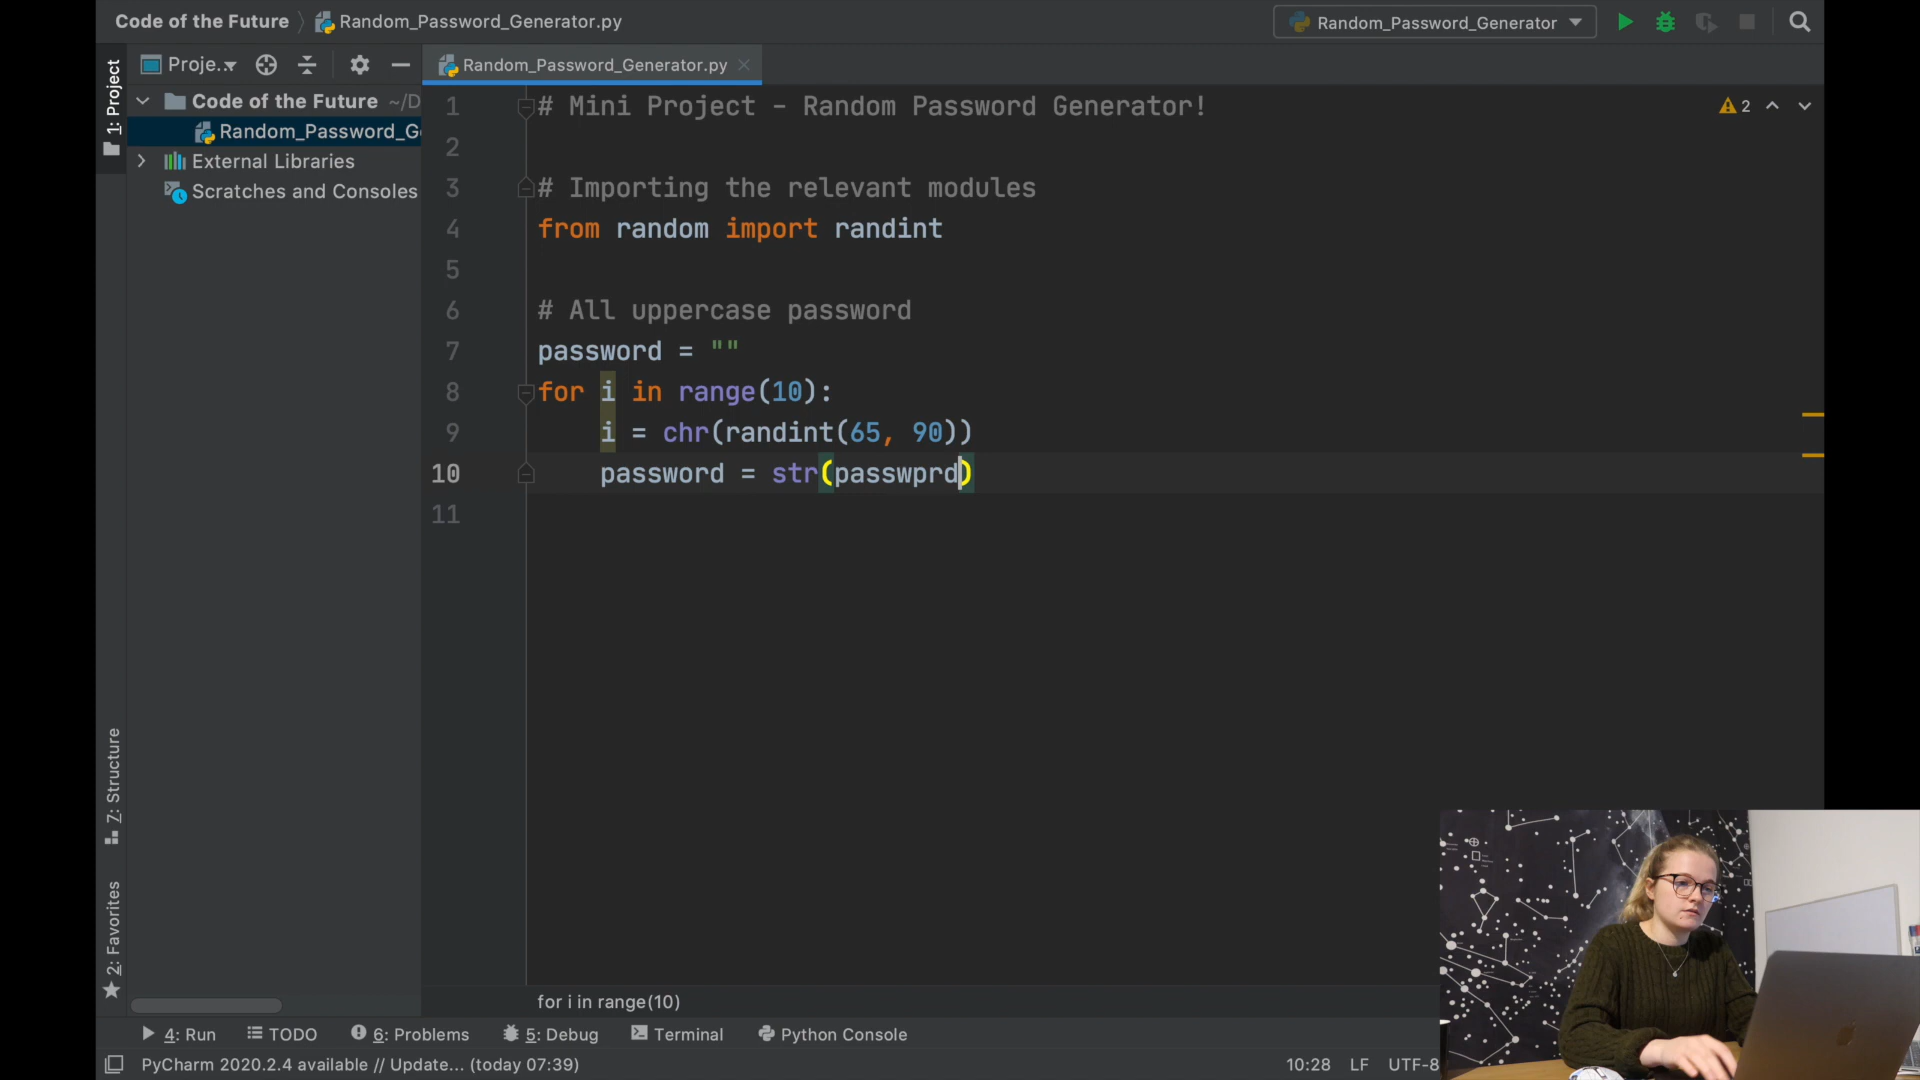 Code of the Future
Random_Password_Generator.py
Random_Password_Generator
1: Project
Proje..
Random_Password_Generator.py
Code of the Future ~/D
Random_Password_G
External Libraries
Scratches and Consoles
2
1 # Mini Project - Random Password Generator!
2
3 # Importing the relevant modules
4 from random import randint
5
6 # All uppercase password
7 password = ""
8 for i in range(10):
9 i = chr(randint(65, 90))
10 password = str(passwprd)
11
Z: Structure
2: Favorites
for i in range(10)
4: Run
TODO
6: Problems
5: Debug
Terminal
Python Console
PyCharm 2020.2.4 available // Update... (today 07:39)
10:28
LF
UTF-8